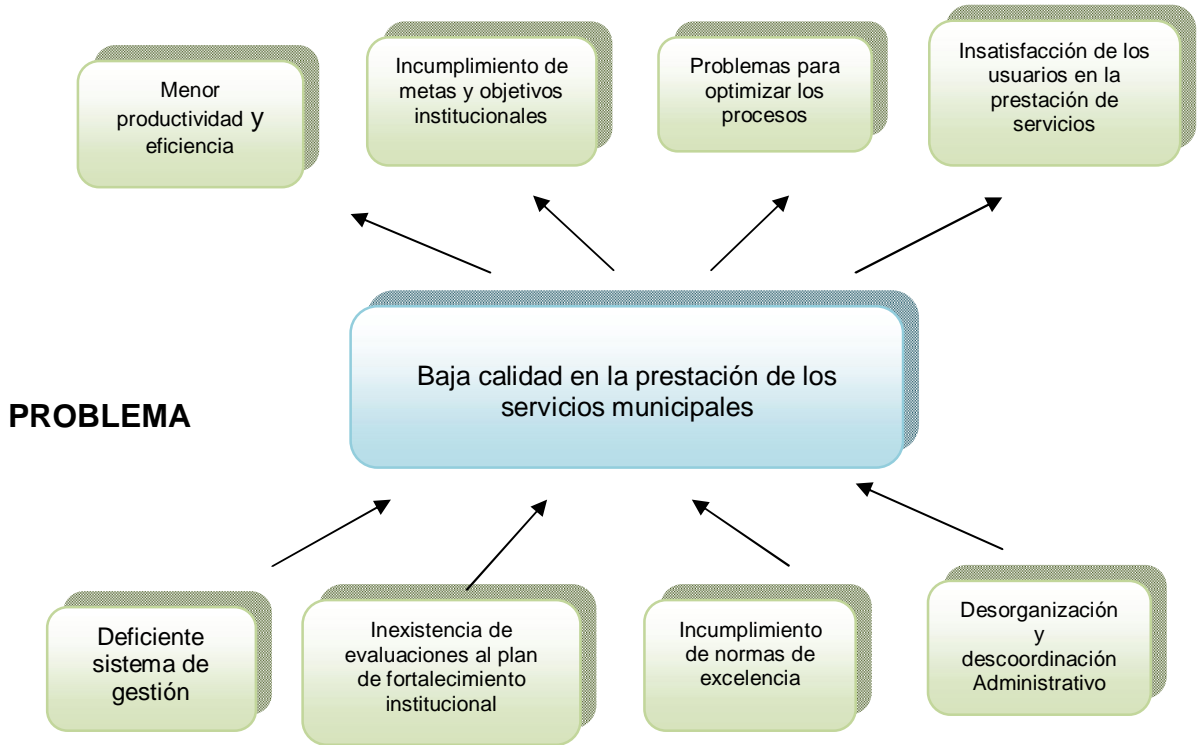 Menor
productividad y
eficiencia
Incumplimiento de
metas y objetivos
institucionales
Problemas para
optimizar los
procesos
Insatisfacción de los
usuarios en la
prestación de
servicios
Baja calidad en la prestación de los
servicios municipales
PROBLEMA
Deficiente
sistema de
gestión
Inexistencia de
evaluaciones al plan
de fortalecimiento
institucional
Incumplimiento
de normas de
excelencia
Desorganización
y
descoordinación
Administrativo